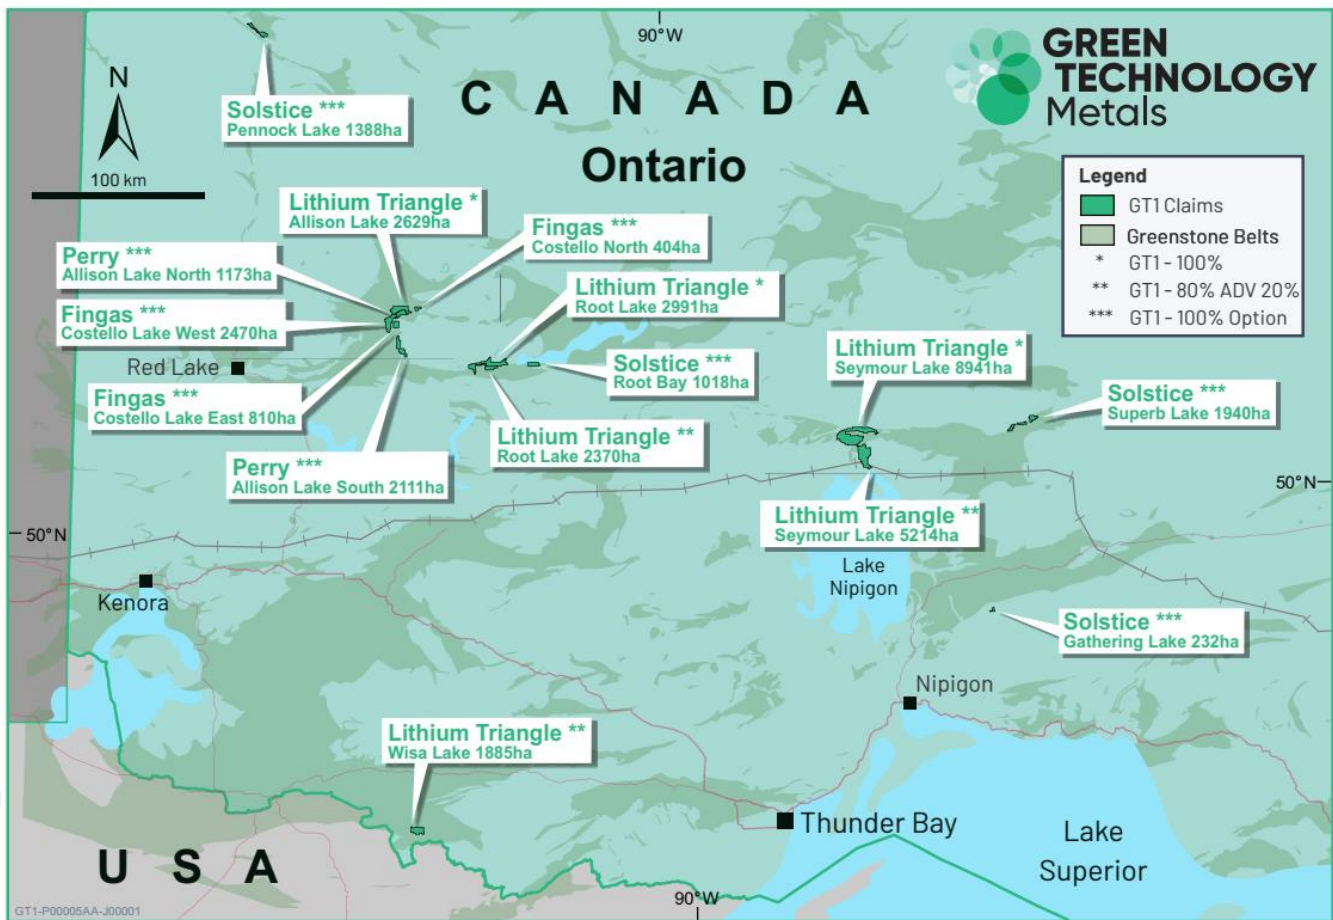 90°W
GREEN
TECHNOLOGY
Metals
N
100 km
C A N A D A
Ontario
Solstice ***
Pennock Lake 1388ha
Legend
GT1 Claims
Greenstone Belts
* GT1 - 100%
** GT1 - 80% ADV 20%
*** GT1 - 100% Option
Lithium Triangle *
Allison Lake 2629ha
Fingas ***
Costello North 404ha
Perry ***
Allison Lake North 1173ha
Lithium Triangle *
Root Lake 2991ha
Fingas ***
Costello Lake West 2470ha
Red Lake
Solstice ***
Root Bay 1018ha
Lithium Triangle *
Seymour Lake 8941ha
Solstice ***
Superb Lake 1940ha
Fingas ***
Costello Lake East 810ha
Lithium Triangle **
Root Lake 2370ha
Perry ***
Allison Lake South 2111ha
50°N
Lithium Triangle **
Seymour Lake 5214ha
50°N
Lake
Nipigon
Kenora
Solstice ***
Gathering Lake 232ha
Nipigon
Lithium Triangle **
Wisa Lake 1885ha
Thunder Bay
Lake
Superior
U S A
90°W
GT1-P00005AA-J00001